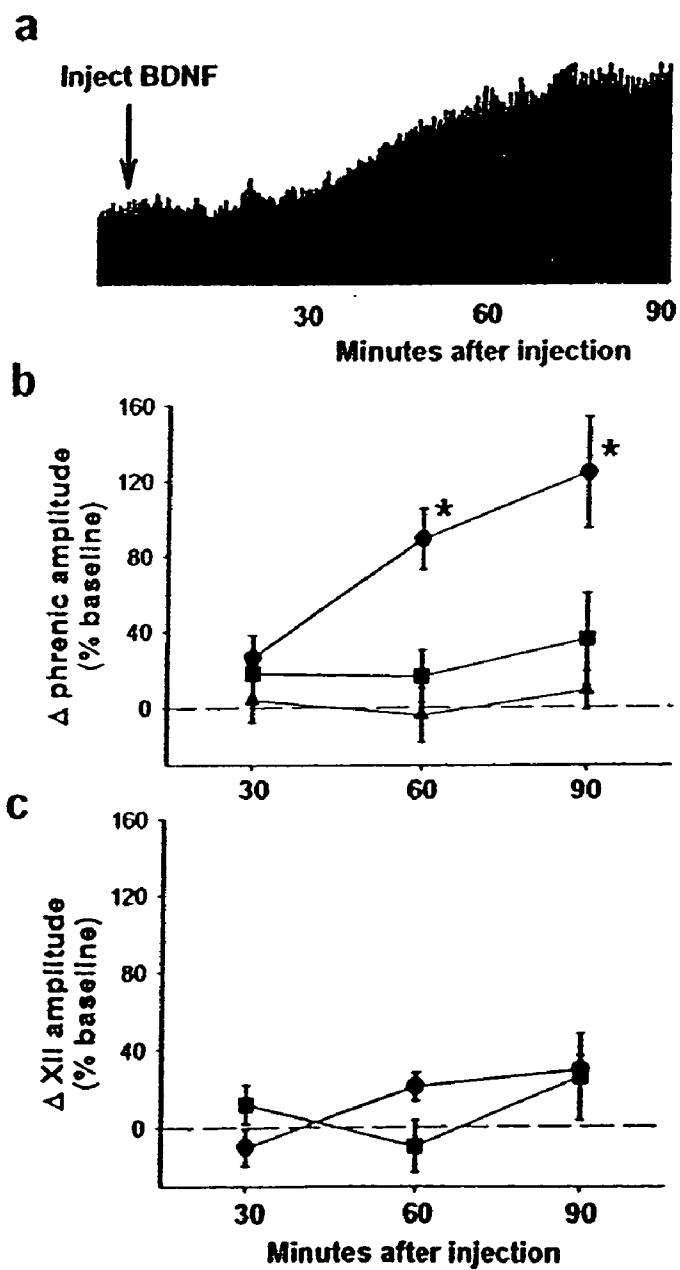 a
Inject BDNF
30 60 90
Minutes after injection
b
Δ phrenic amplitude
(% baseline)
160
120
80
40
0
*
*
30 60 90
c
Δ XII amplitude
(% baseline)
160
120
80
40
0
30 60 90
Minutes after injection